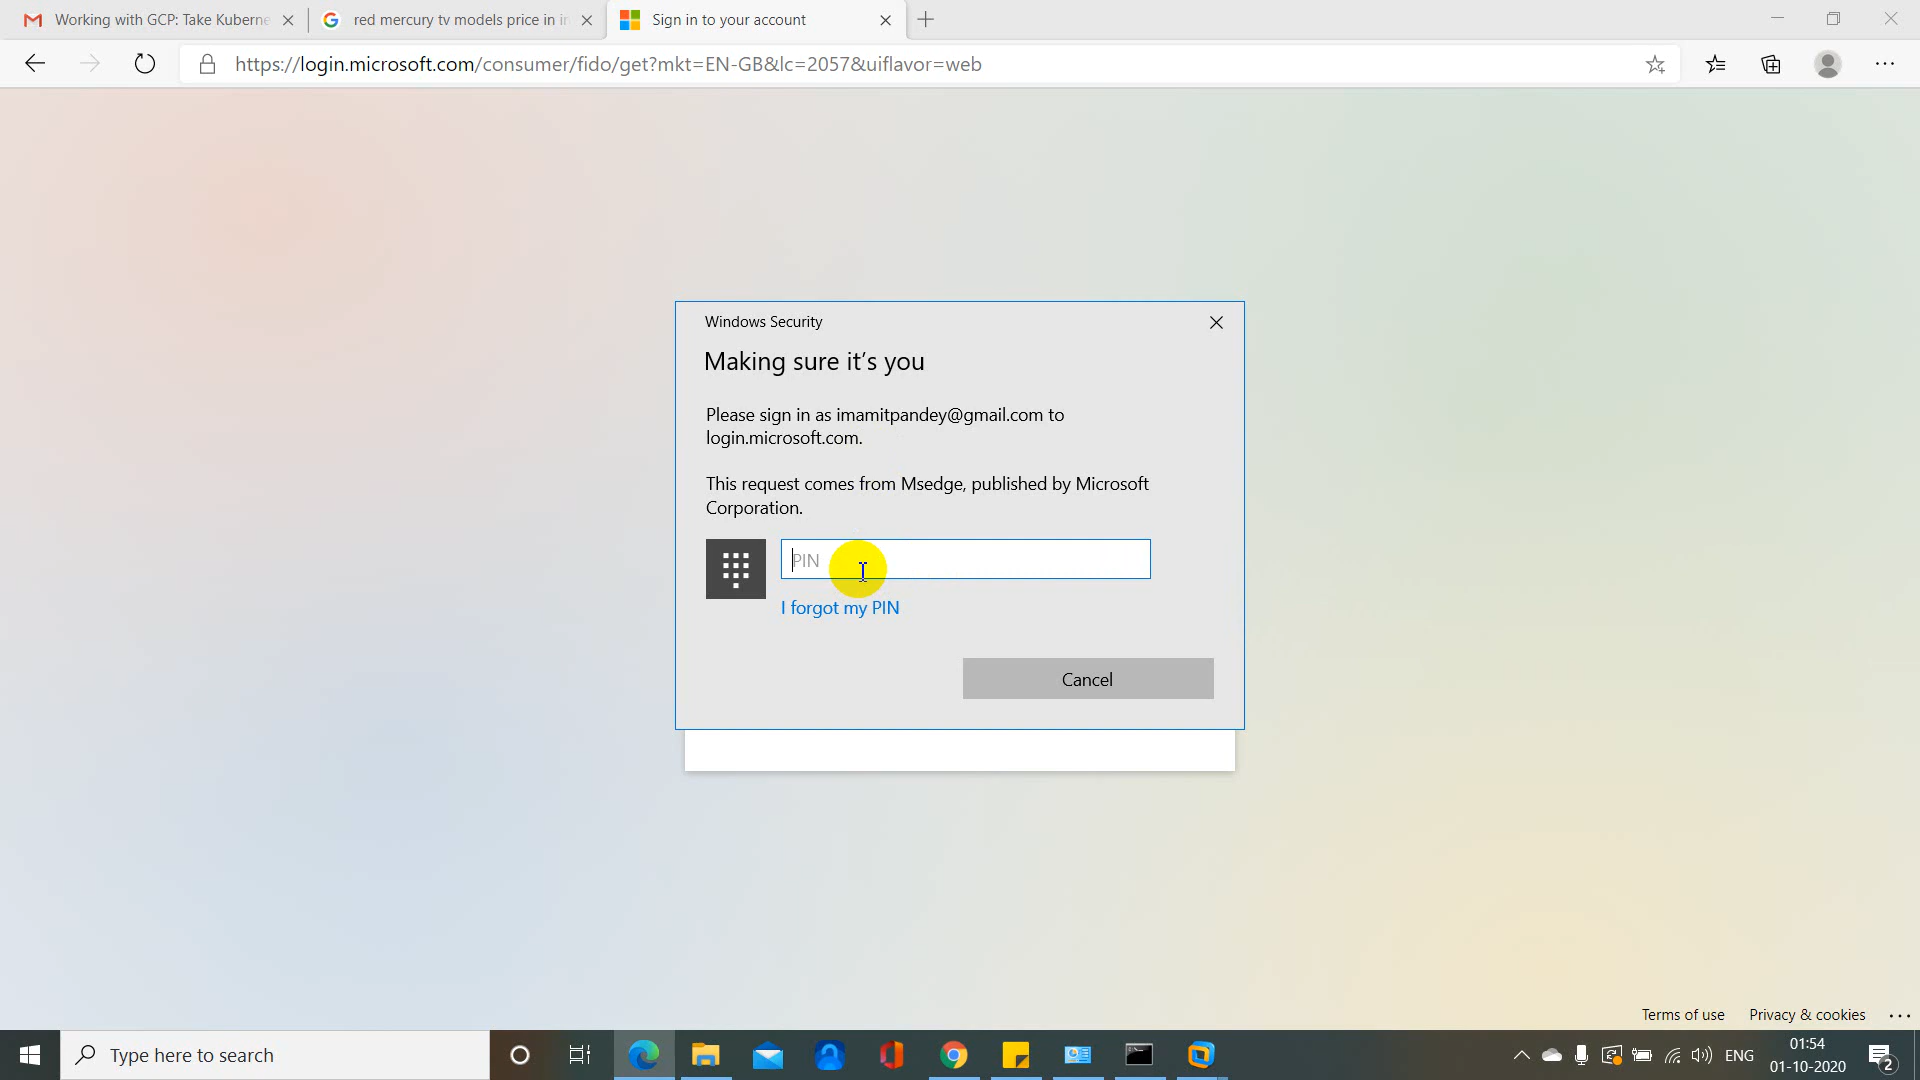 Working with GCP: Take Kuberne
red mercury tv models price in in
Sign in to your account
https://login.microsoft.com/consumer/fido/get?mkt=EN-GB&lc=2057&uiflavor=web
Windows Security
Making sure it's you
Please sign in as imamitpandey@gmail.com to
login.microsoft.com.
This request comes from Msedge, published by Microsoft
Corporation.
PIN
I forgot my PIN
Cancel
Terms of use
Privacy & cookies
Type here to search
ENG
01:54
01-10-2020
2